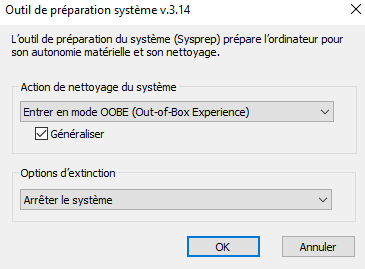 Outil de préparation système v.3.14
L'outil de préparation du système (Sysprep) prépare l'ordinateur pour
son autonomie matérielle et son nettoyage.
Action de nettoyage du système
Entrer en mode OOBE (Out-of-Box Experience)
Généraliser
Options d'extinction
Arrêter le système
OK
Annuler